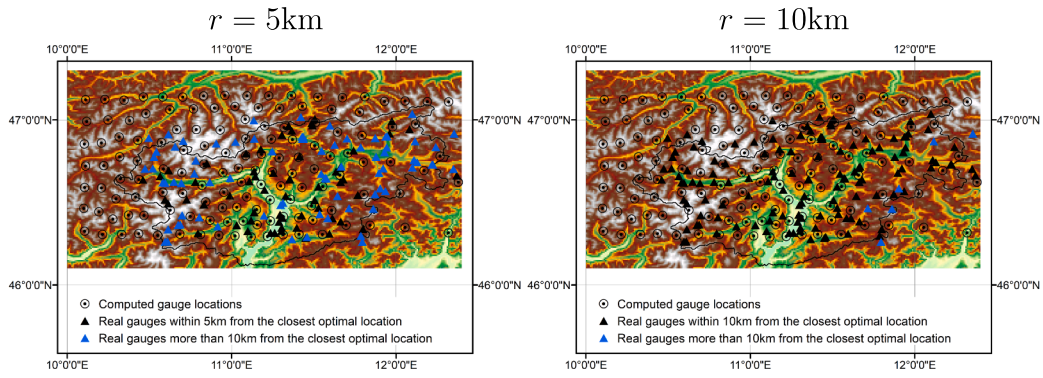 r = 5km
r = 10km
10°0'0"E 11°0'0"E 12°0'0"E
10°0'0"E 11°0'0"E 12°0'0"E
47°0'0"N 47°0'0"N 47°0'0"N 47°0'0"N
46°0'0"N 46°0'0"N 46°0'0"N 46°0'0"N
Computed gauge locations
Real gauges within 5km from the closest optimal location
Real gauges more than 10km from the closest optimal location
Computed gauge locations
Real gauges within 10km from the closest optimal location
Real gauges more than 10km from the closest optimal location
10°0'0"E 11°0'0"E 12°0'0"E
10°0'0"E 11°0'0"E 12°0'0"E